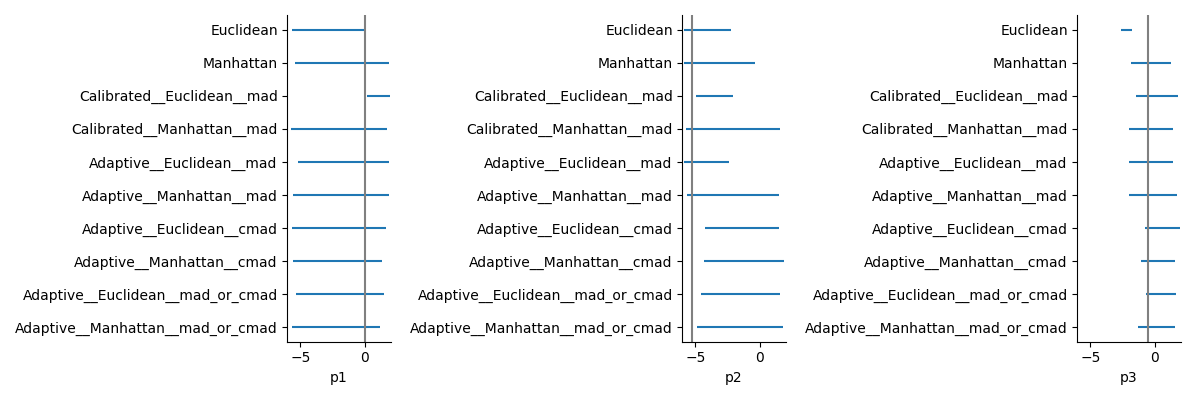 Euclidean
Manhattan
Calibrated__Euclidean__mad
Calibrated__Manhattan__mad
Adaptive__Euclidean__mad
Adaptive__Manhattan__mad
Adaptive__Euclidean__cmad
Adaptive__Manhattan__cmad
Adaptive__Euclidean__mad_or_cmad
Adaptive__Manhattan__mad_or_cmad
−5 0
p1
Euclidean
Manhattan
Calibrated__Euclidean__mad
Calibrated__Manhattan__mad
Adaptive__Euclidean__mad
Adaptive__Manhattan__mad
Adaptive__Euclidean__cmad
Adaptive__Manhattan__cmad
Adaptive__Euclidean__mad_or_cmad
Adaptive__Manhattan__mad_or_cmad
−5 0
p2
Euclidean
Manhattan
Calibrated__Euclidean__mad
Calibrated__Manhattan__mad
Adaptive__Euclidean__mad
Adaptive__Manhattan__mad
Adaptive__Euclidean__cmad
Adaptive__Manhattan__cmad
Adaptive__Euclidean__mad_or_cmad
Adaptive__Manhattan__mad_or_cmad
−5 0
p3